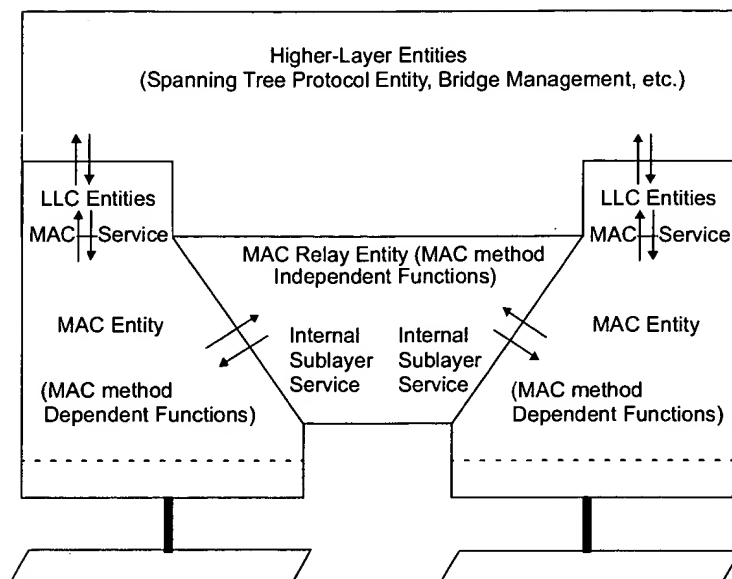 Higher-Layer Entities
(Spanning Tree Protocol Entity, Bridge Management, etc.)
LLC Entities
MAC Service
MAC Entity
(MAC method
Dependent Functions)
MAC Relay Entity (MAC method
Independent Functions)
Internal
Sublayer
Service
Internal
Sublayer
Service
LLC Entities
MAC Service
MAC Entity
(MAC method
Dependent Functions)